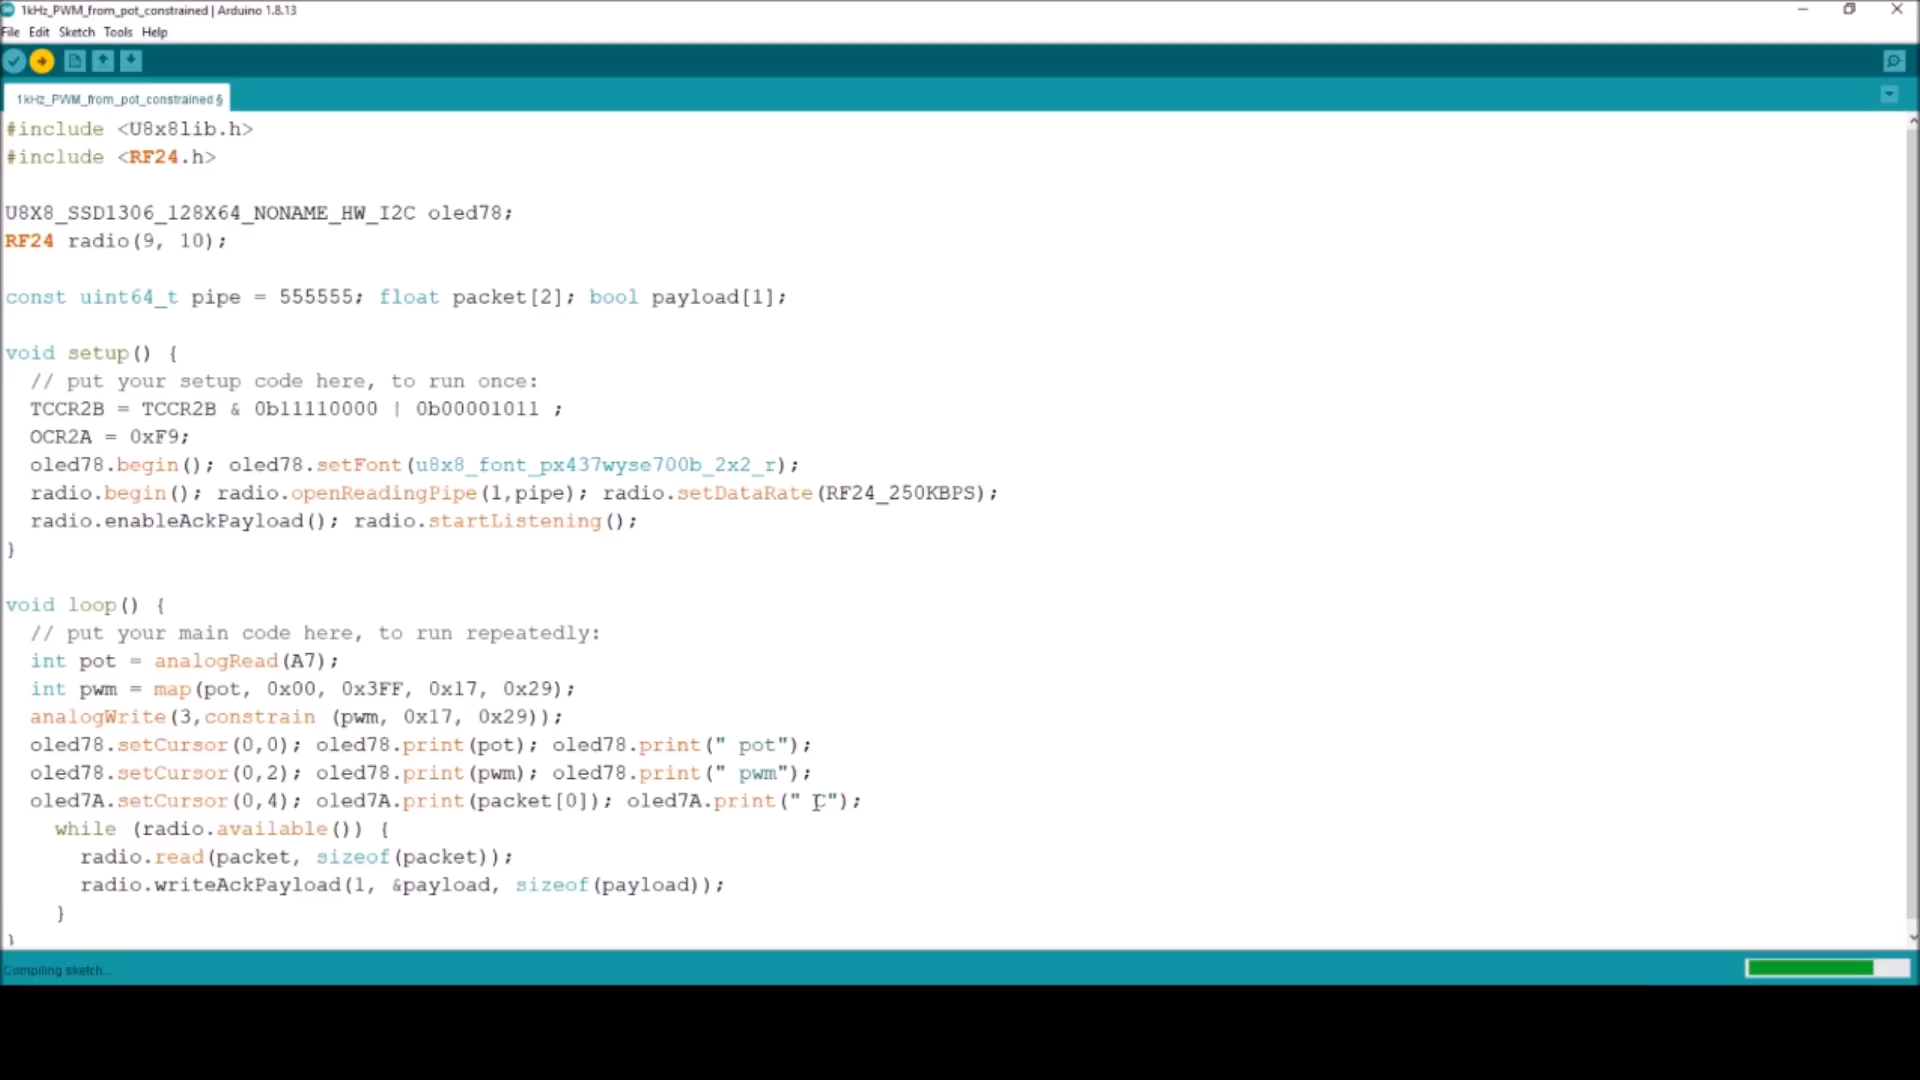 1kHz_PWM_from_pot_constrained | Arduino 1.8.13
File Edit Sketch Tools Help
1kHz_PWM_from_pot_constrained §
#include <U8x8lib.h>
#include <RF24.h>
U8X8_SSD1306_128X64_NONAME_HW_I2C oled78;
RF24 radio(9, 10);
const uint64_t pipe = 555555; float packet[2]; bool payload[1];
void setup() {
// put your setup code here, to run once:
TCCR2B = TCCR2B & 0b11110000 | 0b00001011 ;
OCR2A = 0xF9;
oled78.begin(); oled78.setFont(u8x8_font_px437wyse700b_2x2_r);
radio.begin(); radio.openReadingPipe(1,pipe); radio.setDataRate(RF24_250KBPS);
radio.enableAckPayload(); radio.startListening();
}
void loop() {
// put your main code here, to run repeatedly:
int pot = analogRead(A7);
int pwm = map(pot, 0x00, 0x3FF, 0x17, 0x29);
analogWrite(3,constrain (pwm, 0x17, 0x29));
oled78.setCursor(0,0); oled78.print(pot); oled78.print(" pot");
oled78.setCursor(0,2); oled78.print(pwm); oled78.print(" pwm");
oled7A.setCursor(0,4); oled7A.print(packet[0]); oled7A.print(" C");
while (radio.available()) {
radio.read(packet, sizeof(packet));
radio.writeAckPayload(1, &payload, sizeof(payload));
}
}
Compiling sketch...